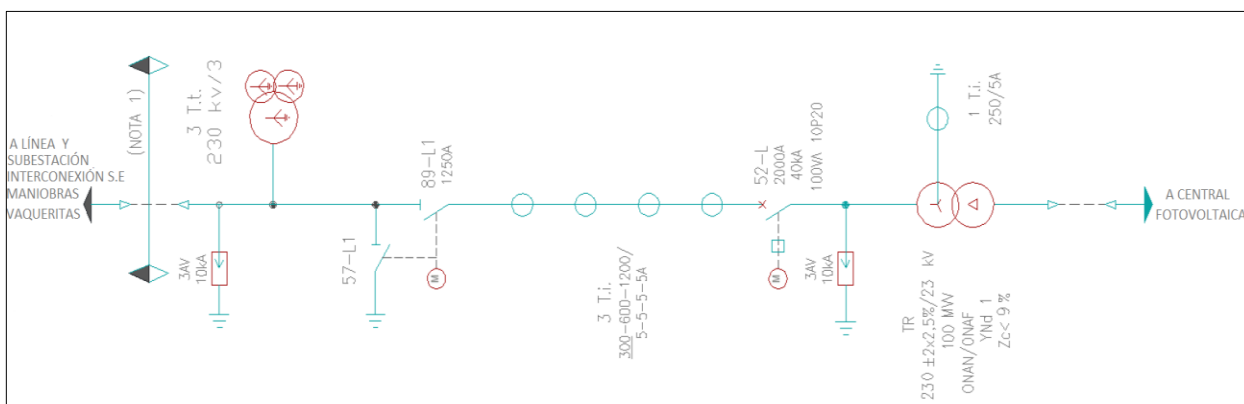 A LÍNEA Y
SUBESTACIÓN
INTERCONEXIÓN S.E
MANIOBRAS
VAQUERITAS
(NOTA 1)
3AV
10kA
3 T.t.
230 kv/3
57-L1
89-L1
1250A
M
3 T.i.
300-600-1200/
5-5-5-5A
52-L
2000A
40kA
100VA 10P20
M
3AV
10kA
1 T.i.
250/5A
TR
230 ±2x2,5%/23 kV
100 MW
ONAN/ONAF
YNd 1
Zc< 9%
A CENTRAL
FOTOVOLTAICA